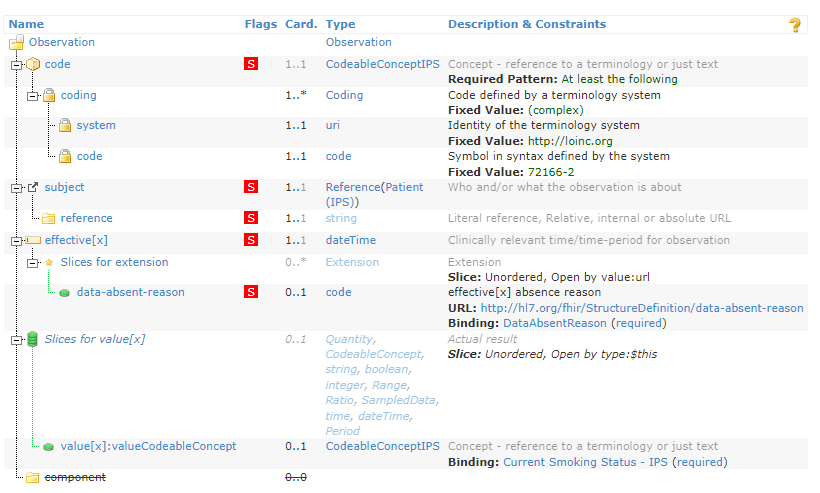 Name Flags Card. Type Description & Constraints ?
Observation Observation
code S 1..1 CodeableConceptIPS Concept - reference to a terminology or just text
Required Pattern: At least the following
coding 1..* Coding Code defined by a terminology system
Fixed Value: (complex)
system 1..1 uri Identity of the terminology system
Fixed Value: http://loinc.org
code 1..1 code Symbol in syntax defined by the system
Fixed Value: 72166-2
subject S 1..1 Reference(Patient Who and/or what the observation is about
(IPS))
reference S 1..1 string Literal reference, Relative, internal or absolute URL
effective[x] S 1..1 dateTime Clinically relevant time/time-period for observation
Slices for extension 0..* Extension Extension
Slice: Unordered, Open by value:url
data-absent-reason S 0..1 code effective[x] absence reason
URL: http://hl7.org/fhir/StructureDefinition/data-absent-reason
Binding: DataAbsentReason (required)
Slices for value[x] 0..1 Quantity, Actual result
CodeableConcept, Slice: Unordered, Open by type:$this
string, boolean,
integer, Range,
Ratio, SampledData,
time, dateTime,
Period
value[x]:valueCodeableConcept 0..1 CodeableConceptIPS Concept - reference to a terminology or just text
Binding: Current Smoking Status - IPS (required)
component 0..0